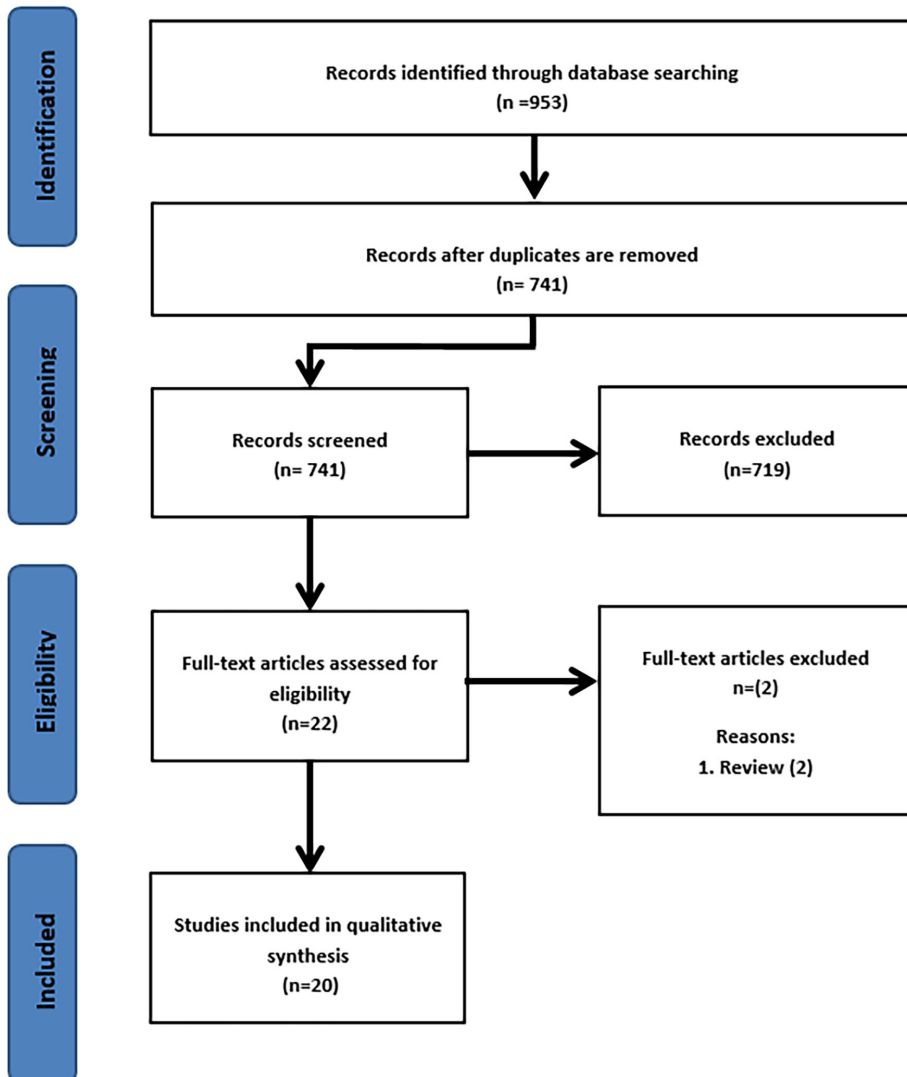 Identification
Records identified through database searching
(n =953)
Records after duplicates are removed
(n= 741)
Screening
Records screened
(n= 741)
Records excluded
(n=719)
Eligibility
Full-text articles assessed for
eligibility
(n=22)
Full-text articles excluded
n=(2)
Reasons:
1. Review (2)
Included
Studies included in qualitative
synthesis
(n=20)